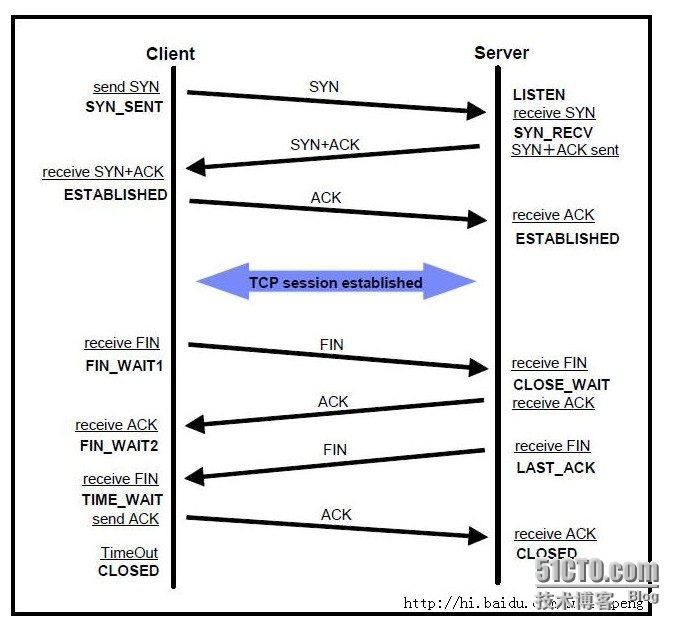 Client
Server
send SYN
SYN_SENT
SYN
LISTEN
receive SYN
SYN_RECV
SYN+ACK sent
SYN+ACK
receive SYN+ACK
ESTABLISHED
ACK
receive ACK
ESTABLISHED
TCP session established
receive FIN
FIN_WAIT1
FIN
receive FIN
CLOSE_WAIT
receive ACK
ACK
receive ACK
FIN_WAIT2
FIN
receive FIN
LAST_ACK
receive FIN
TIME_WAIT
send ACK
ACK
receive ACK
CLOSED
TimeOut
CLOSED
51CTO.com
技术博客 Blog
http://hi.baidu.com